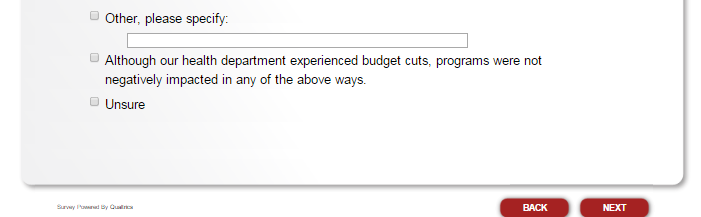 Other, please specify:
Although our health department experienced budget cuts, programs were not
negatively impacted in any of the above ways.
Unsure
Survey Powered By Qualtrics
BACK
NEXT